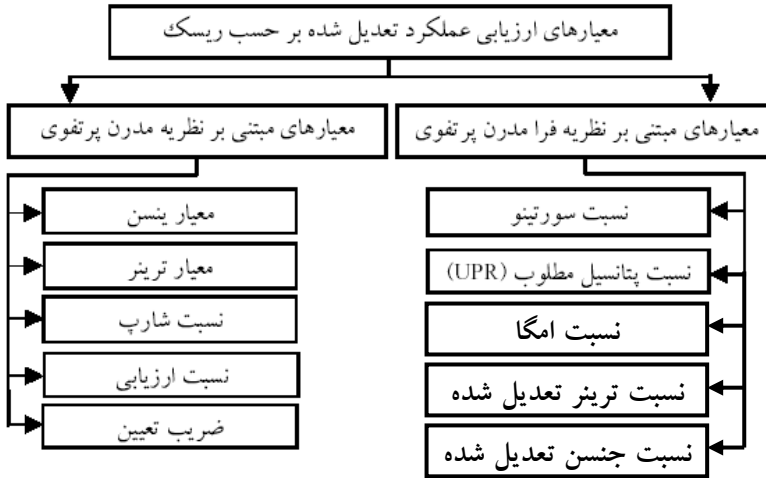 معیارهای ارزیابی عملکرد تعدیل شده بر حسب ریسک
معیارهای مبتنی بر نظریه فرا مدرن پرتفوی
معیارهای مبتنی بر نظریه مدرن پرتفوی
نسبت سورتینو
نسبت پتانسیل مطلوب (UPR)
نسبت امگا
نسبت ترینر تعدیل شده
نسبت جنسن تعدیل شده
معیار ینسن
معیار ترینر
نسبت شارپ
نسبت ارزیابی
ضریب تعیین